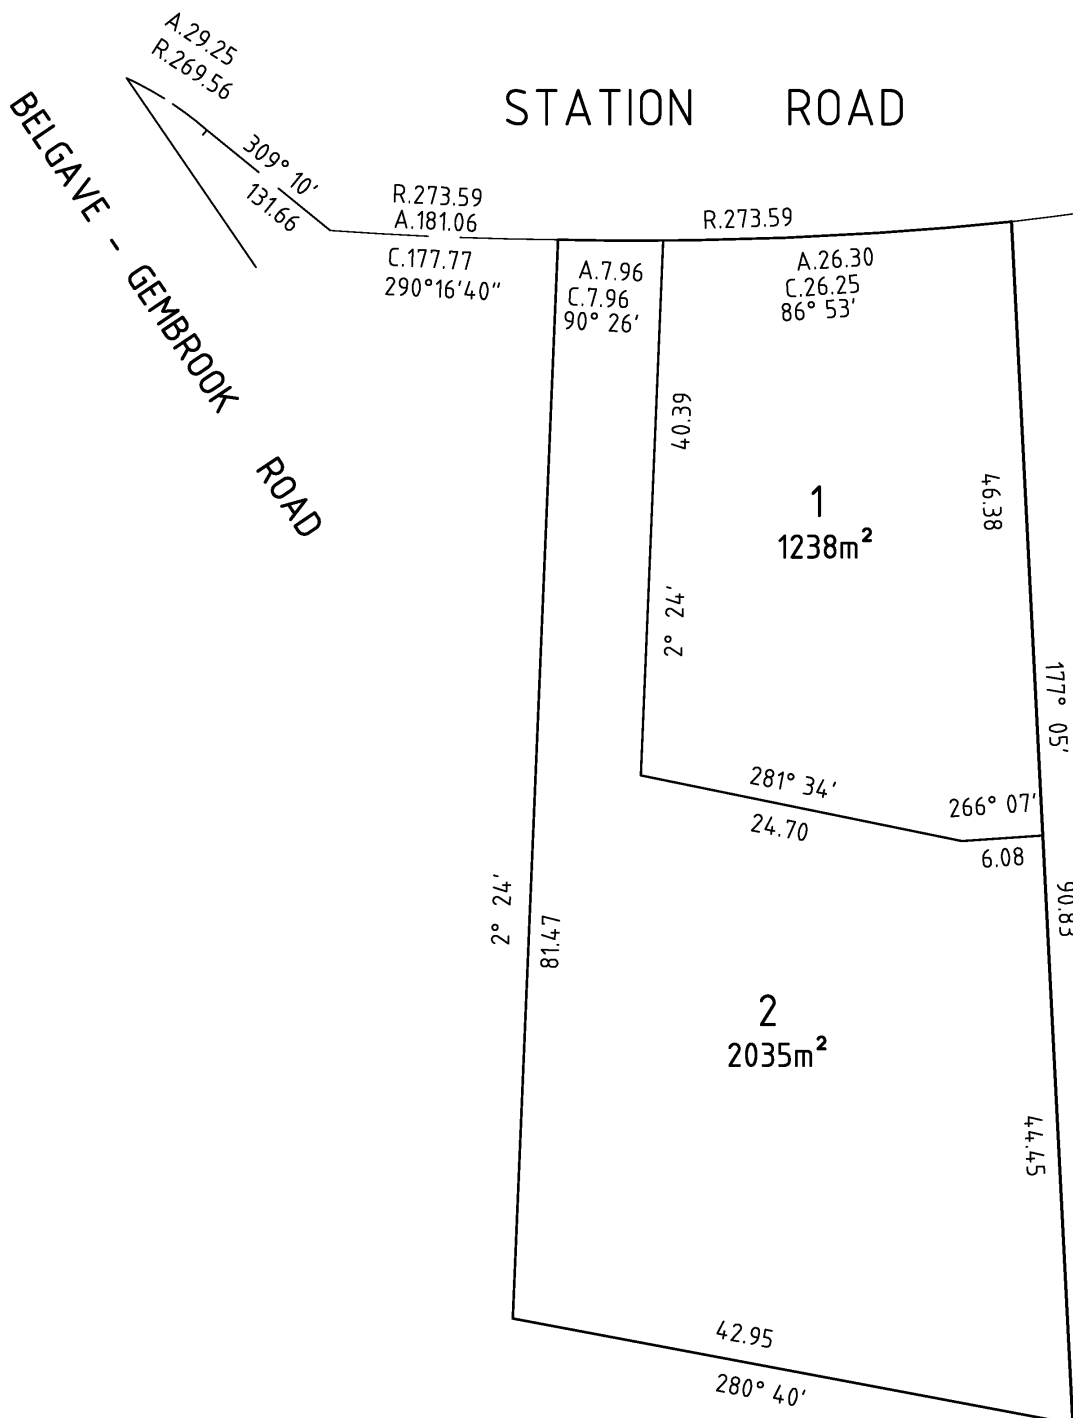 A.29.25
R.269.56
STATION ROAD
BELGAVE - GEMBROOK ROAD
309° 10'
131.66
R.273.59
A.181.06
C.177.77
290°16'40"
R.273.59
A.7.96
C.7.96
90° 26'
A.26.30
C.26.25
86° 53'
40.39
2° 24'
1
1238m²
46.38
177° 05'
281° 34'
24.70
266° 07'
6.08
90.83
2° 24'
81.47
2
2035m²
44.45
42.95
280° 40'